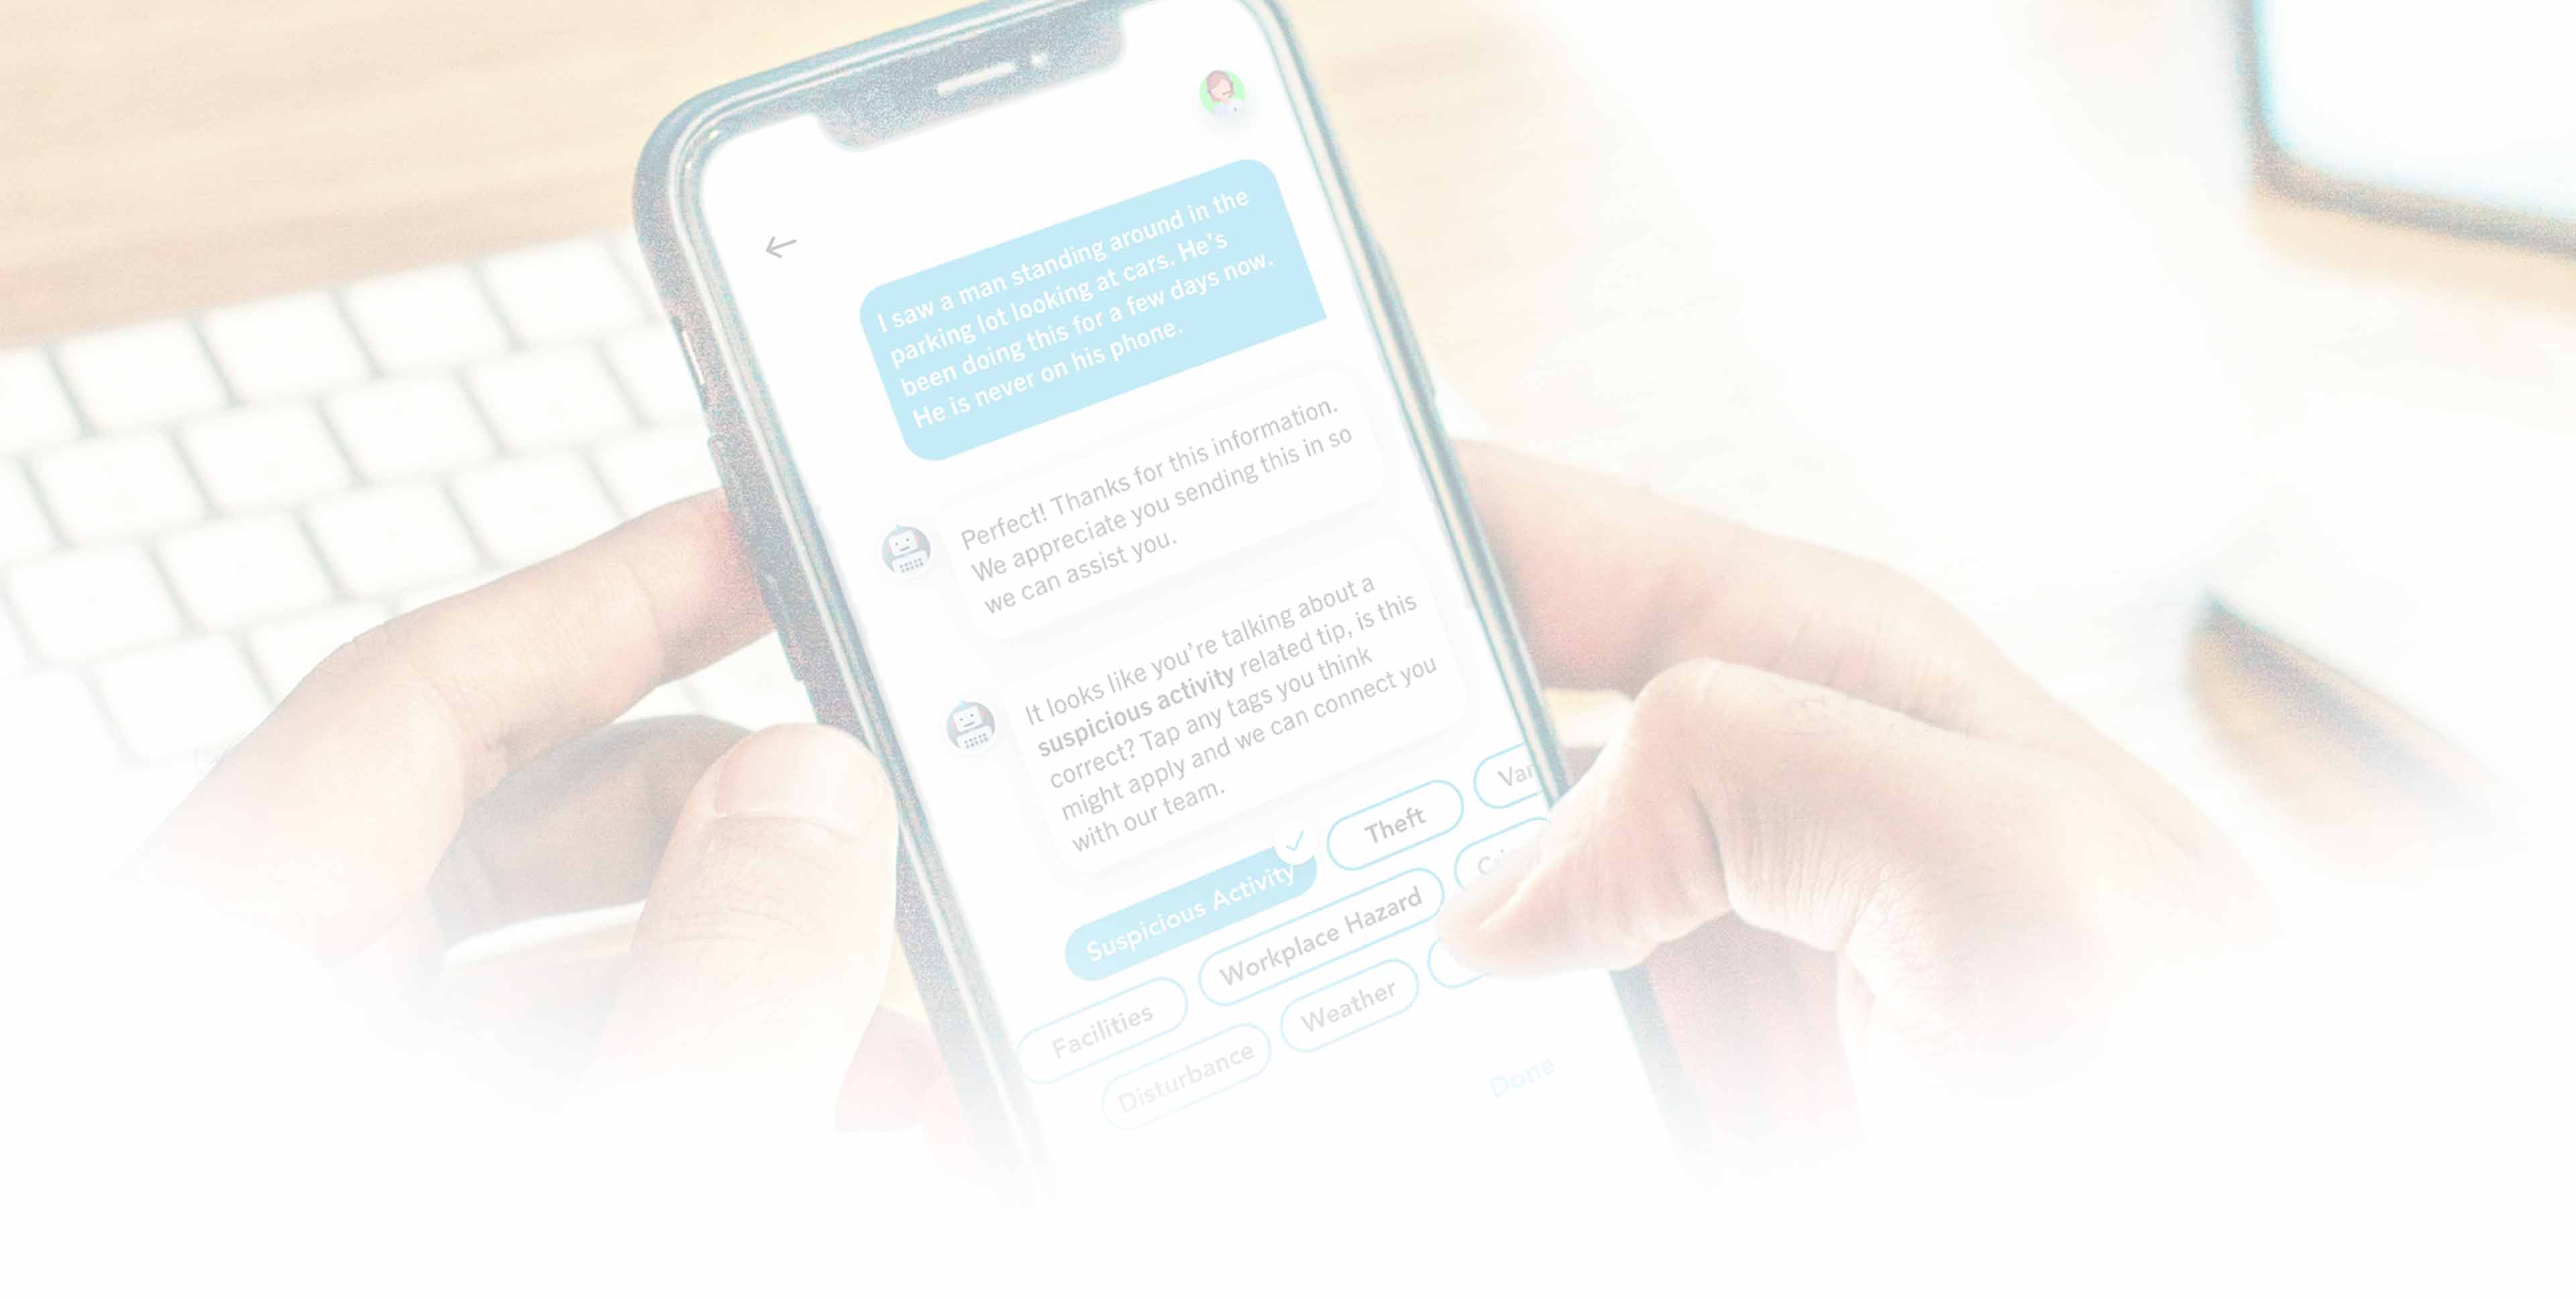 I saw a man standing around in the
parking lot looking at cars. He's
been doing this for a few days now.
He is never on his phone.
Perfect! Thanks for this information.
We appreciate you sending this in so
we can assist you.
It looks like you're talking about a
suspicious activity related tip, is this
correct? Tap any tags you think
might apply and we can connect you
with our team.
Suspicious Activity
Theft
Facilities
Workplace Hazard
Disturbance
Weather
Done